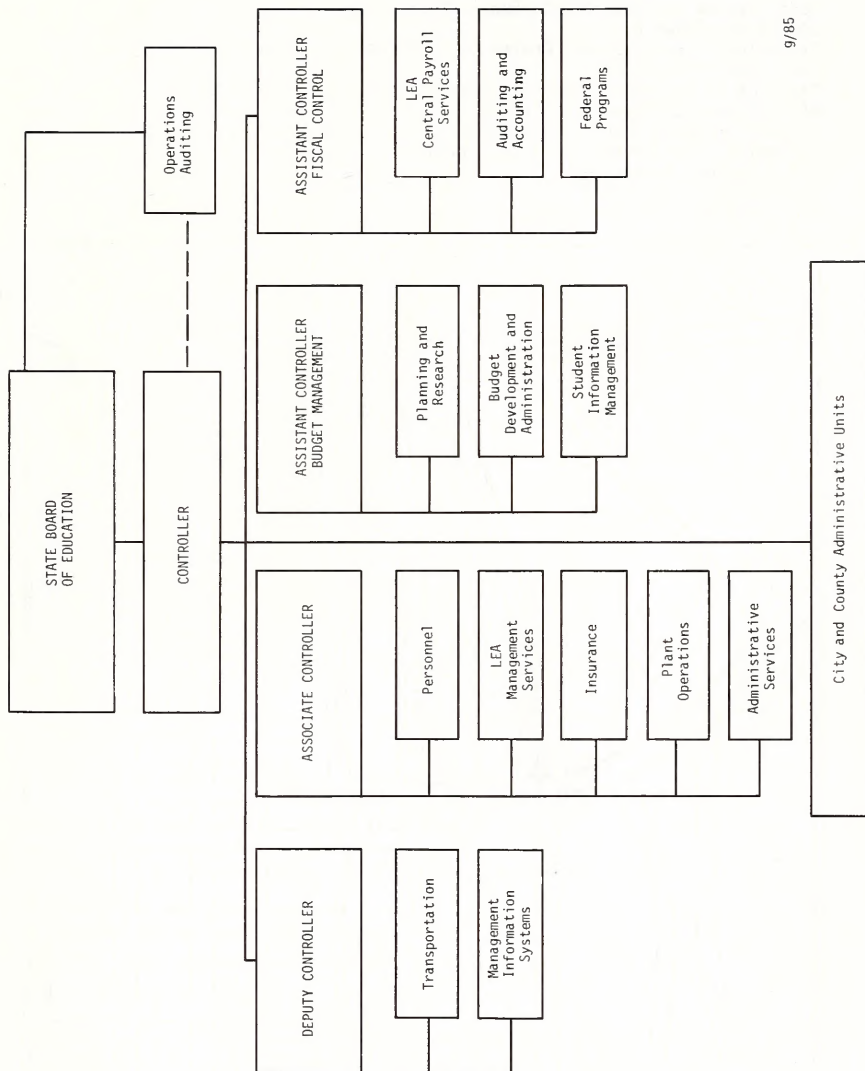 STATE BOARD
OF EDUCATION
Operations
Auditing
CONTROLLER
DEPUTY CONTROLLER
Transportation
Management
Information
Systems
ASSOCIATE CONTROLLER
Personnel
LEA
Management
Services
Insurance
Plant
Operations
Administrative
Services
ASSISTANT CONTROLLER
BUDGET MANAGEMENT
Planning and
Research
Budget
Development and
Administration
Student
Information
Management
ASSISTANT CONTROLLER
FISCAL CONTROL
LEA
Central Payroll
Services
Auditing and
Accounting
Federal
Programs
City and County Administrative Units
9/85